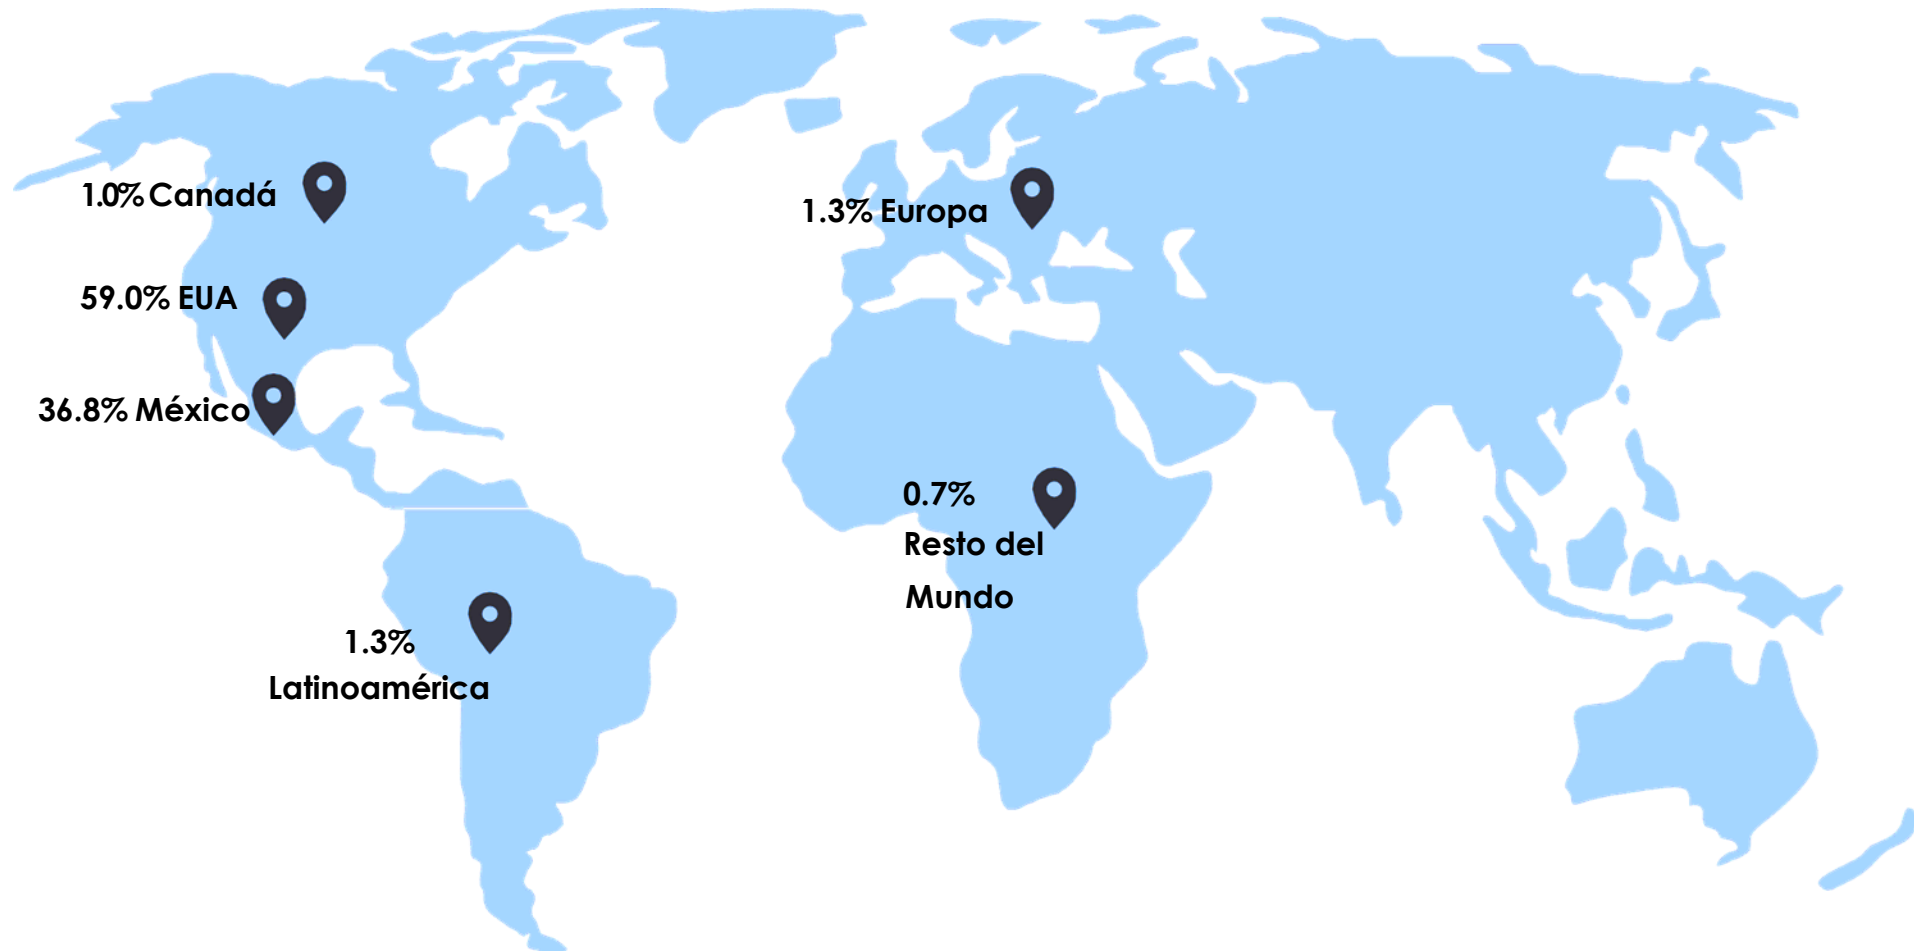 1.0% Canadá
59.0% EUA
36.8% México
1.3%
Latinoamérica
1.3% Europa
0.7%
Resto del
Mundo